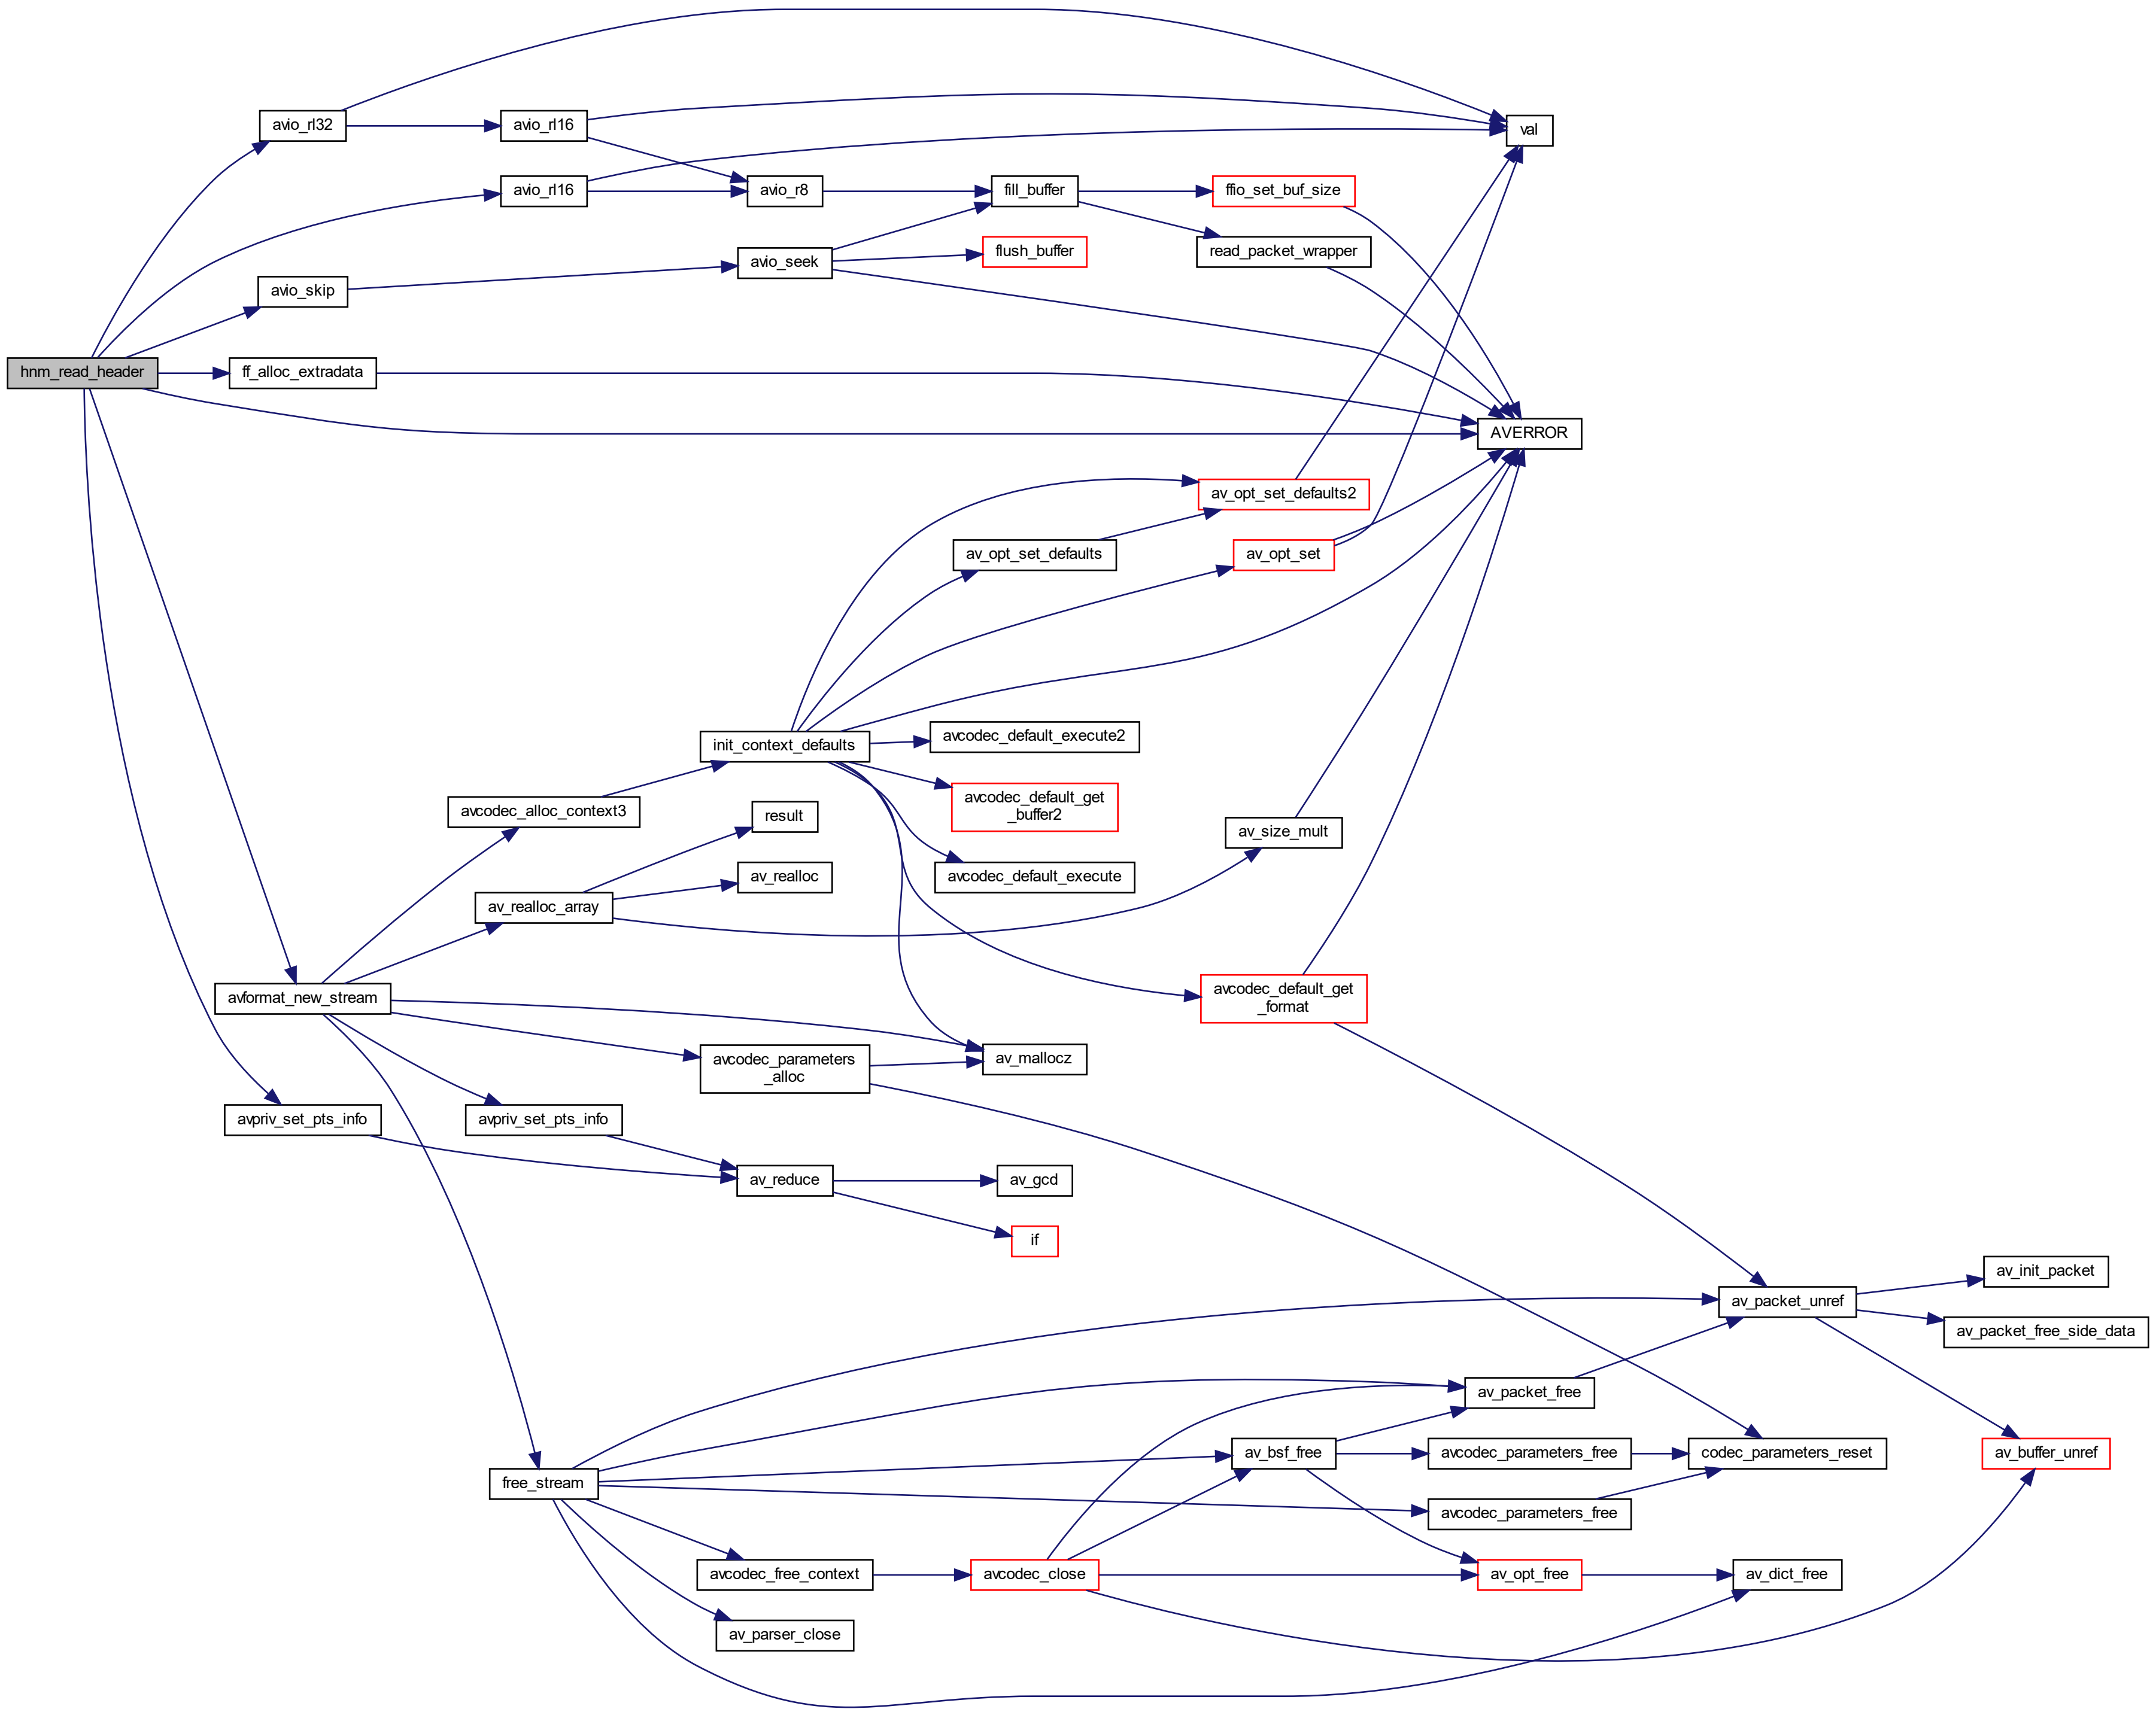 avio_rl32
avio_rl16
val
avio_rl16
avio_r8
fill_buffer
ffio_set_buf_size
read_packet_wrapper
avio_seek
flush_buffer
avio_skip
hnm_read_header
ff_alloc_extradata
AVERROR
av_opt_set_defaults2
av_opt_set_defaults
av_opt_set
init_context_defaults
avcodec_default_execute2
avcodec_default_get
_buffer2
avcodec_alloc_context3
result
av_size_mult
av_realloc
avcodec_default_execute
av_realloc_array
avformat_new_stream
avcodec_default_get
_format
avcodec_parameters
_alloc
av_mallocz
avpriv_set_pts_info
avpriv_set_pts_info
av_reduce
av_gcd
if
av_init_packet
av_packet_unref
av_packet_free_side_data
av_packet_free
av_bsf_free
avcodec_parameters_free
codec_parameters_reset
av_buffer_unref
free_stream
avcodec_parameters_free
avcodec_free_context
avcodec_close
av_opt_free
av_dict_free
av_parser_close